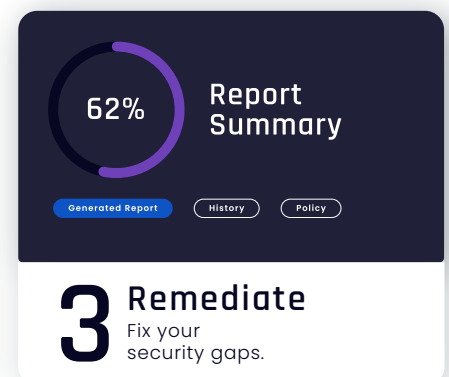 62%
Report
Summary
Generated Report
History
Policy
3
Remediate
Fix your
security gaps.